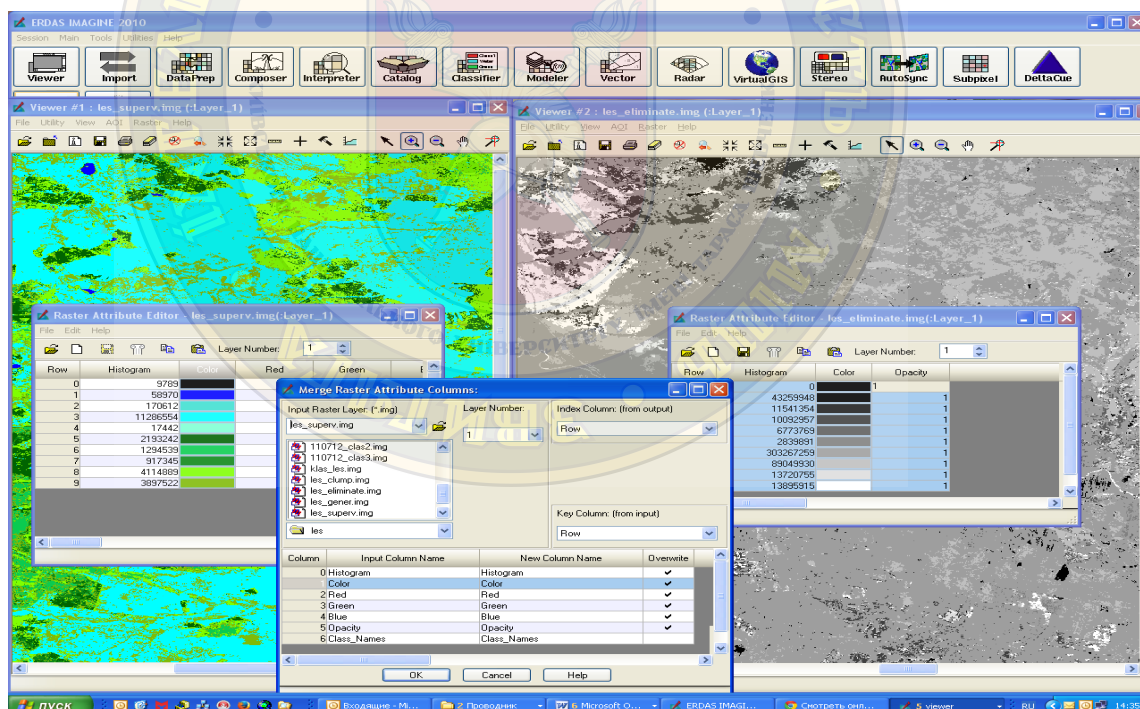 ERDAS IMAGINE 2010
Session Main Tools Utilities Help
Viewer Import DataPrep Composer Interpreter Catalog Classifier Modeler Vector Radar VirtualGIS Stereo AutoSync Subpixel DeltaCue
Viewer #1 : les_superv.img (:Layer_1)
File Utility View AOI Raster Help
Viewer #2 : les_eliminate.img (:Layer_1)
File Utility View AOI Raster Help
Raster Attribute Editor - les_superv.img(:Layer_1)
File Edit Help
Layer Number: 1
Row Histogram Color Red Green
0 9789
1 58970
2 170612
3 11286554
4 17442
5 2193242
6 1294539
7 917345
8 4114889
9 3897522
Raster Attribute Editor - les_eliminate.img(:Layer_1)
File Edit Help
Layer Number: 1
Row Histogram Color Opacity
0 1
43259948 1
11541354 1
10092957 1
6773769 1
2839891 1
303267259 1
89049930 1
13720755 1
13895915 1
Merge Raster Attribute Columns:
Input Raster Layer: (*.img)
Layer Number:
Index Column: (from output)
les_superv.img
1
Row
110712_clas2.img
110712_clas3.img
klas_les.img
les_clump.img
les_eliminate.img
les_gener.img
les_superv.img
les
Key Column: (from input)
Row
Column Input Column Name New Column Name Overwrite
0 Histogram Histogram
1 Color Color
2 Red Red
3 Green Green
4 Blue Blue
5 Opacity Opacity
6 Class_Names Class_Names
OK Cancel Help
пуск
Входящие - Mi...
2 Проводник
6 Microsoft O...
ERDAS IMAGI...
Смотреть онл...
5 viewer
RU
14:35